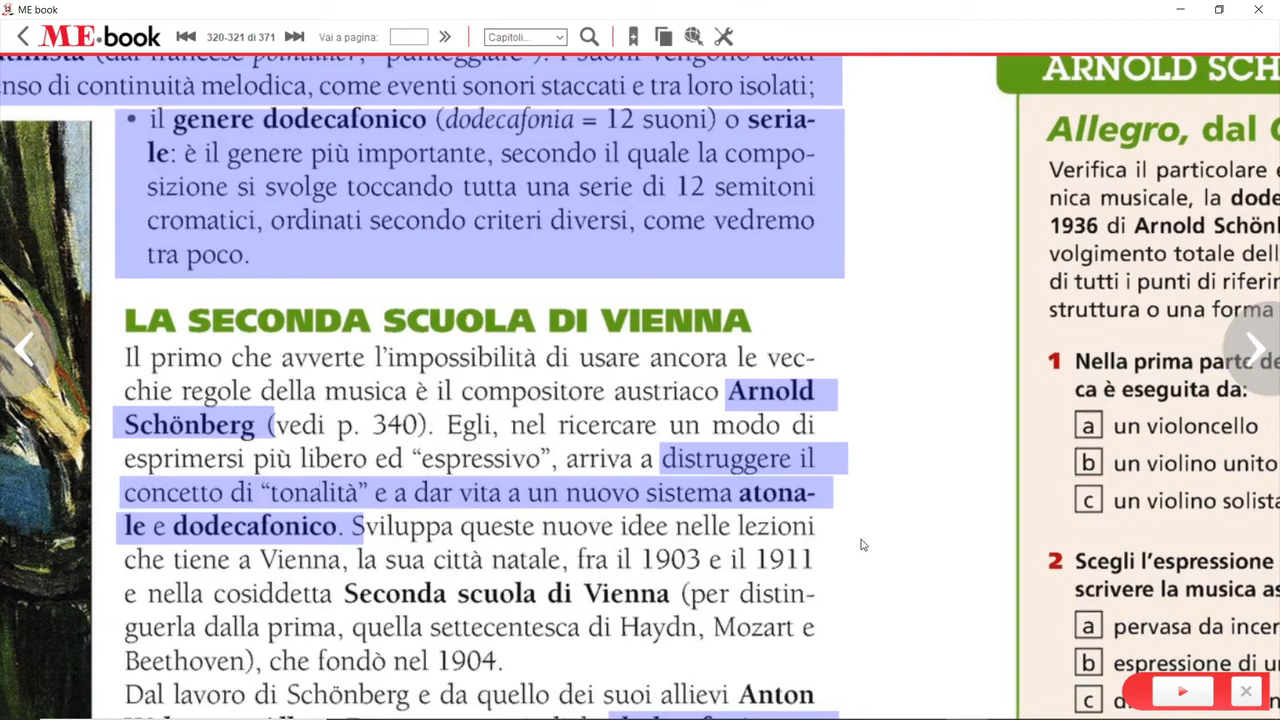 ME book
ME•book
320-321 di 371
Vai a pagina:
Capitoli...
(dal francese pointiller, "punteggiare"). I suoni vengono usati
nso di continuità melodica, come eventi sonori staccati e tra loro isolati;
• il genere dodecafonico (dodecafonia = 12 suoni) o seria-
le: è il genere più importante, secondo il quale la compo-
sizione si svolge toccando tutta una serie di 12 semitoni
cromatici, ordinati secondo criteri diversi, come vedremo
tra poco.
LA SECONDA SCUOLA DI VIENNA
Il primo che avverte l'impossibilità di usare ancora le vec-
chie regole della musica è il compositore austriaco Arnold
Schönberg (vedi p. 340). Egli, nel ricercare un modo di
esprimersi più libero ed "espressivo", arriva a distruggere il
concetto di "tonalità" e a dar vita a un nuovo sistema atona-
le e dodecafonico. Sviluppa queste nuove idee nelle lezioni
che tiene a Vienna, la sua città natale, fra il 1903 e il 1911
e nella cosiddetta Seconda scuola di Vienna (per distin-
guerla dalla prima, quella settecentesca di Haydn, Mozart e
Beethoven), che fondò nel 1904.
Dal lavoro di Schönberg e da quello dei suoi allievi Anton
ARNOLD SCH
Allegro, dal
Verifica il particolare
nica musicale, la dode
1936 di Arnold Schön
volgimento totale dell
di tutti i punti di riferin
struttura o una forma
1 Nella prima parte de
ca è eseguita da:
a un violoncello
b un violino unito
c un violino solista
2 Scegli l'espressione
scrivere la musica as
a pervasa da incer
b espressione di u
c